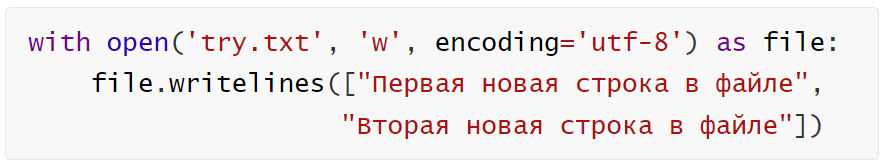 with open('try.txt', 'w', encoding='utf-8') as file:
    file.writelines(["Первая новая строка в файле",
                     "Вторая новая строка в файле"])